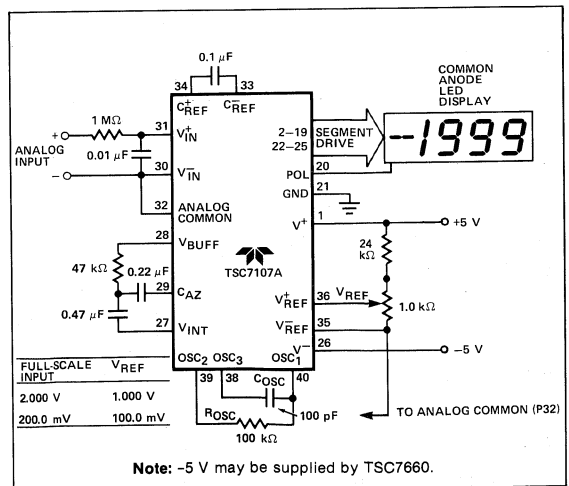 0.1 μF
34 33
C+REF C−REF
COMMON
ANODE
LED
DISPLAY
-1999
1 MΩ
31
V+IN
+
ANALOG
INPUT
0.01 μF
−
30
V−IN
32
ANALOG
COMMON
2–19
22–25
SEGMENT
DRIVE
20
POL
21
GND
1
V+
+5 V
28
VBUFF
47 kΩ
0.22 μF
29
CAZ
0.47 μF
27
VINT
TSC7107A
24
kΩ
V+REF
36
VREF
1.0 kΩ
V−REF
35
V−
26
−5 V
OSC2 OSC3 OSC1
39 38 40
COSC
100 pF
ROSC
100 kΩ
TO ANALOG COMMON (P32)
FULL-SCALE
INPUT
VREF
2.000 V 1.000 V
200.0 mV 100.0 mV
Note: –5 V may be supplied by TSC7660.